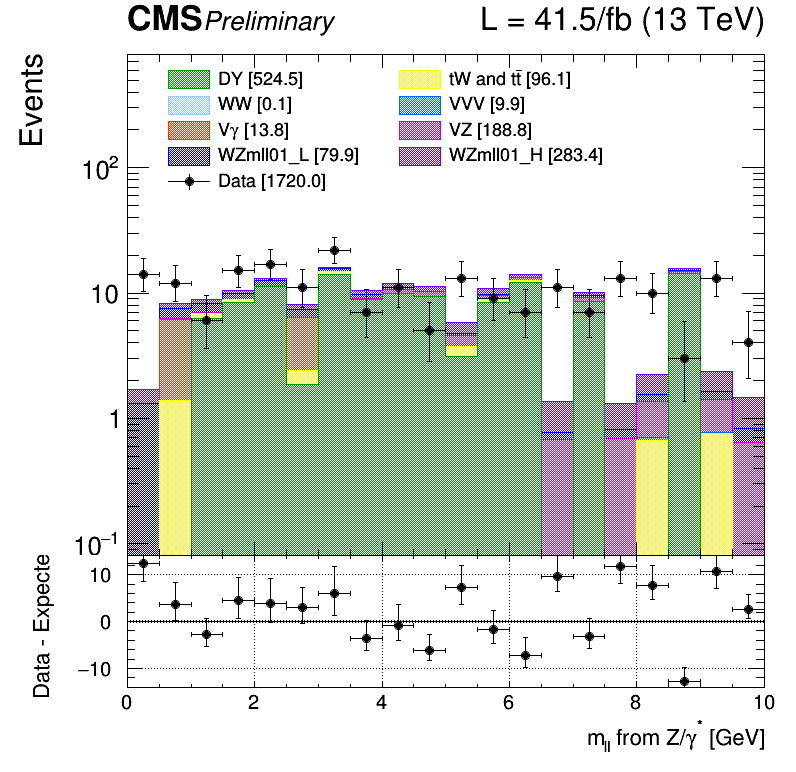 CMS Preliminary L = 41.5/fb (13 TeV)
Events
DY [524.5] tW and tt̄ [96.1]
WW [0.1] VVV [9.9]
Vγ [13.8] VZ [188.8]
WZmll01_L [79.9] WZmll01_H [283.4]
Data [1720.0]
10²
10
1
10⁻¹
Data - Expecte
10
0
−10
0 2 4 6 8 10
m_ll from Z/γ* [GeV]